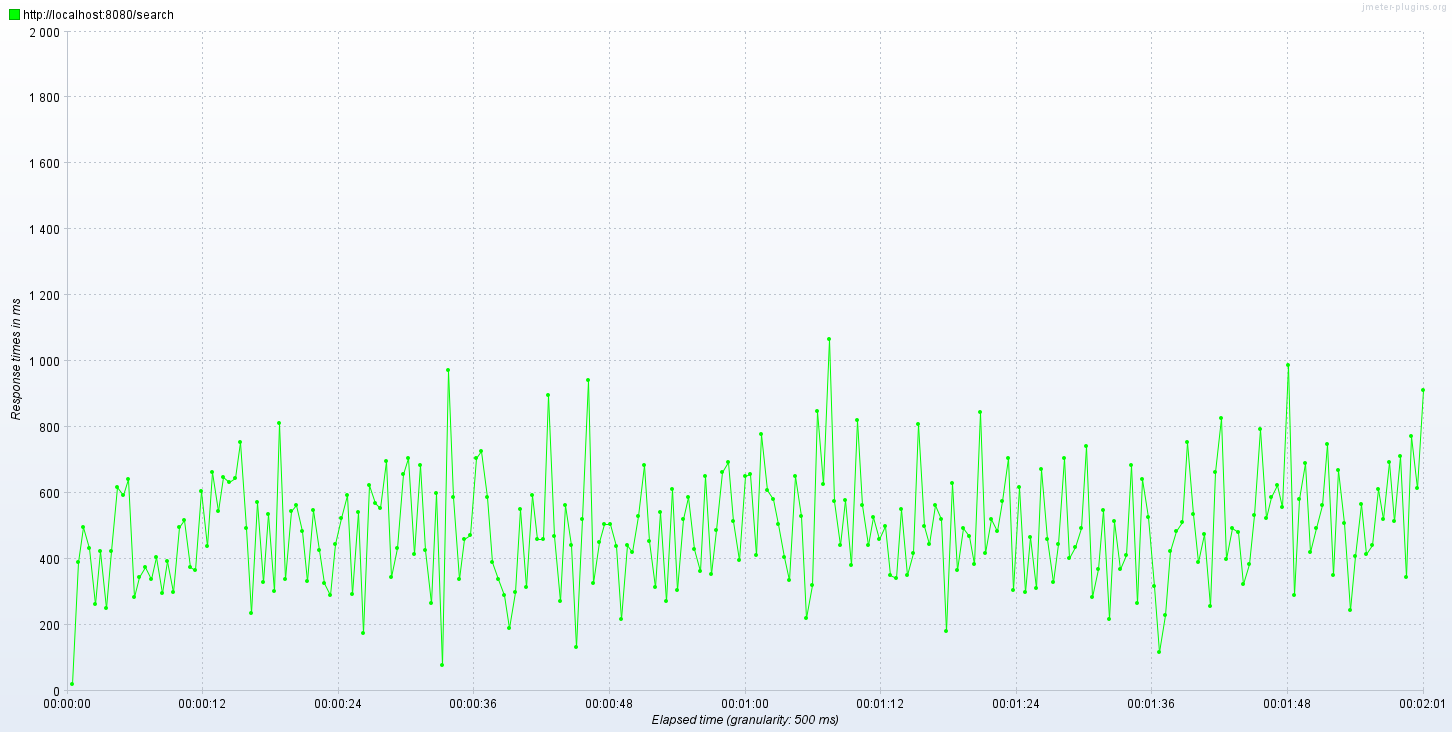 http://localhost:8080/search
jmeter-plugins.org
2 000
1 800
1 600
1 400
1 200
1 000
800
600
400
200
0
Response times in ms
00:00:00 00:00:12 00:00:24 00:00:36 00:00:48 00:01:00 00:01:12 00:01:24 00:01:36 00:01:48 00:02:01
Elapsed time (granularity: 500 ms)